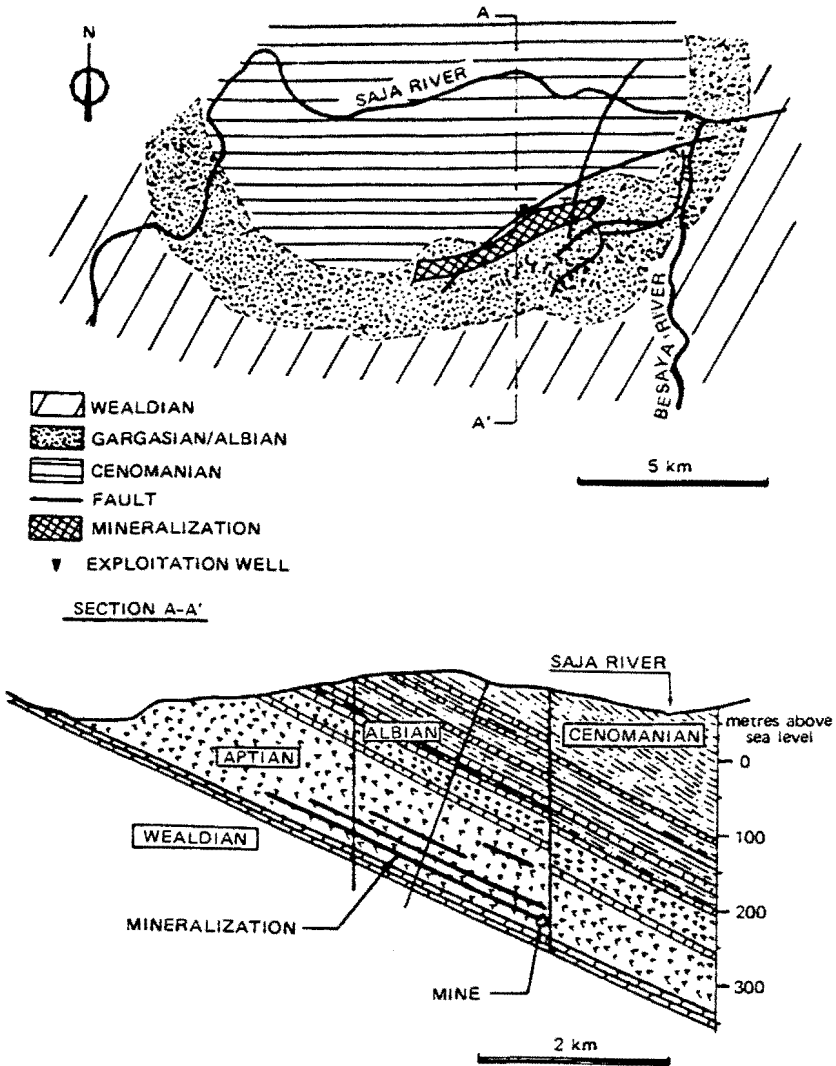 A
N
SAJA RIVER
BESAYA RIVER
A'
WEALDIAN
GARGASIAN/ALBIAN
CENOMANIAN
FAULT
MINERALIZATION
EXPLOITATION WELL
5 km
SECTION A-A'
SAJA RIVER
metres above
sea level
ALBIAN
CENOMANIAN
APTIAN
0
WEALDIAN
100
MINERALIZATION
200
MINE
300
2 km